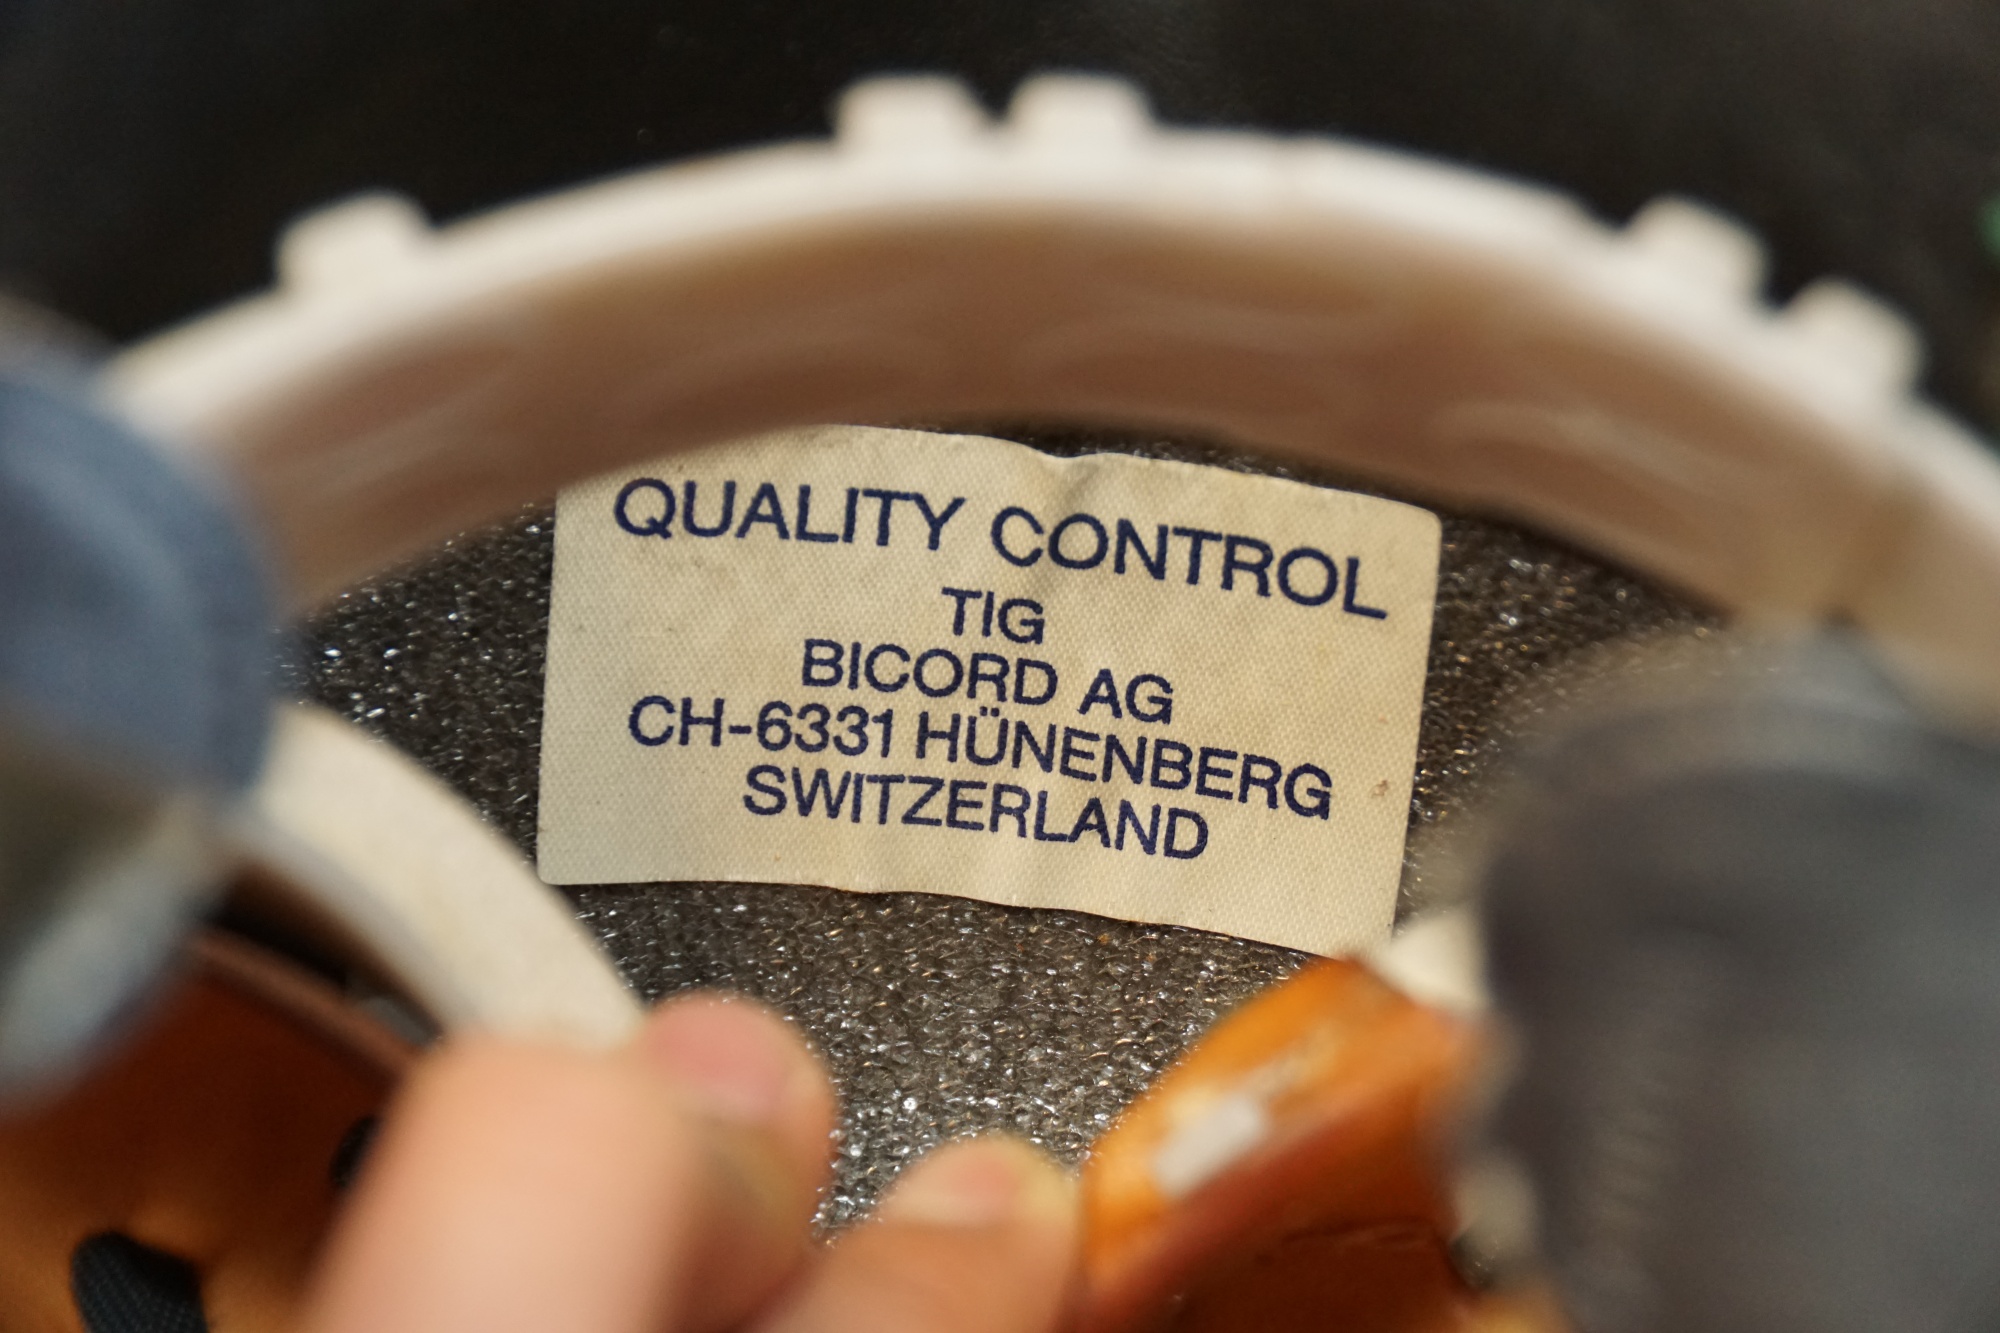 QUALITY CONTROL
TIG
BICORD AG
CH-6331 HÜNENBERG
SWITZERLAND